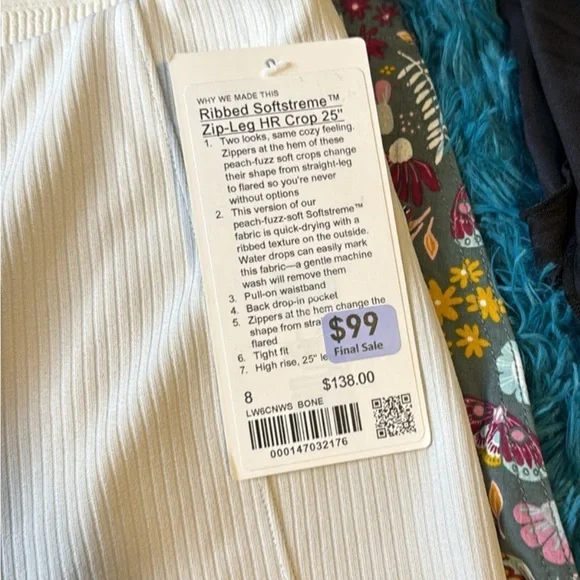 WHY WE MADE THIS
Ribbed Softstreme™
Zip-Leg HR Crop 25"
1. Two looks, same cozy feeling.
Zippers at the hem of these
peach-fuzz soft crops change
their shape from straight-leg
to flared so you're never
without options
2. This version of our
peach-fuzz-soft Softstreme™
fabric is quick-drying with a
ribbed texture on the outside.
Water drops can easily mark
this fabric—a gentle machine
wash will remove them
3. Pull-on waistband
4. Back drop-in pocket
5. Zippers at the hem change the
shape from
flared
6. Tight fit
7. High rise, 25"
$99
Final Sale
8
$138.00
LW6CNWS BONE
000147032176